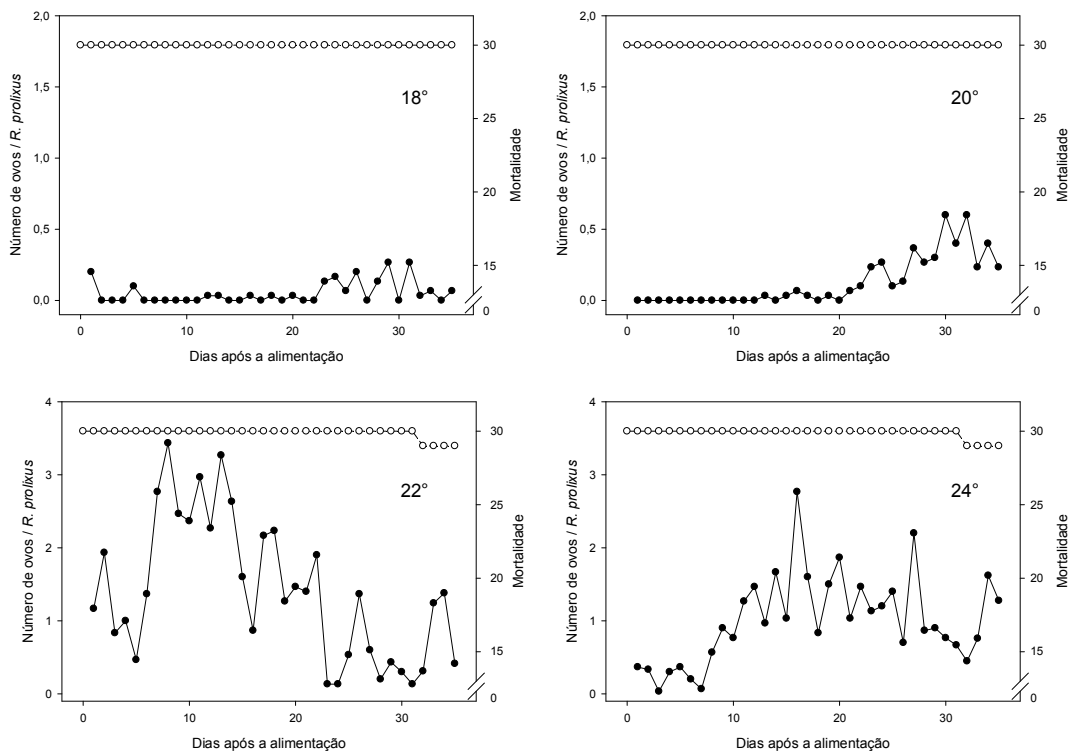 2,0
1,5
1,0
0,5
0,0
Número de ovos / R. prolixus
30
25
20
15
0
Mortalidade
18°
0 10 20 30
Dias após a alimentação
2,0
1,5
1,0
0,5
0,0
Número de ovos / R. prolixus
30
25
20
15
0
Mortalidade
20°
0 10 20 30
Dias após a alimentação
4
3
2
1
0
Número de ovos / R. prolixus
30
25
20
15
0
Mortalidade
22°
0 10 20 30
Dias após a alimentação
4
3
2
1
0
Número de ovos / R. prolixus
30
25
20
15
0
Mortalidade
24°
0 10 20 30
Dias após a alimentação